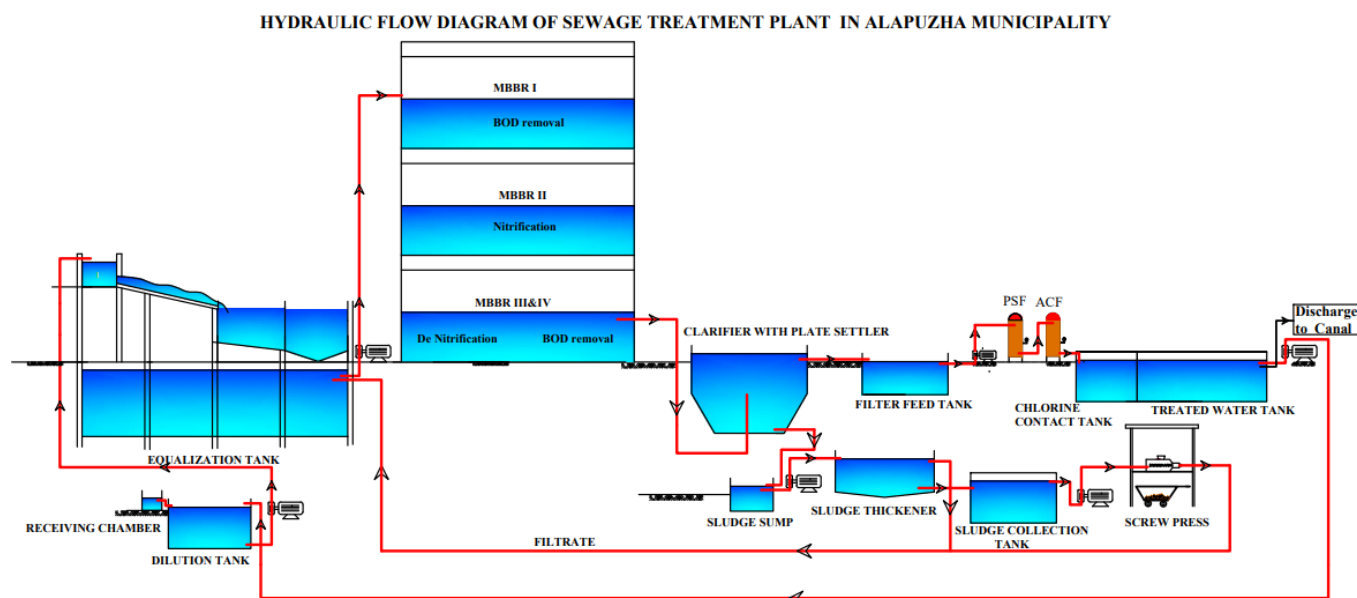 HYDRAULIC FLOW DIAGRAM OF SEWAGE TREATMENT PLANT IN ALAPUZHA MUNICIPALITY
MBBR I
BOD removal
MBBR II
Nitrification
MBBR III&IV
De Nitrification
BOD removal
PSF
ACF
Discharge
to Canal
CLARIFIER WITH PLATE SETTLER
FILTER FEED TANK
CHLORINE
CONTACT TANK
TREATED WATER TANK
EQUALIZATION TANK
RECEIVING CHAMBER
DILUTION TANK
SLUDGE SUMP
SLUDGE THICKENER
SLUDGE COLLECTION
TANK
SCREW PRESS
FILTRATE